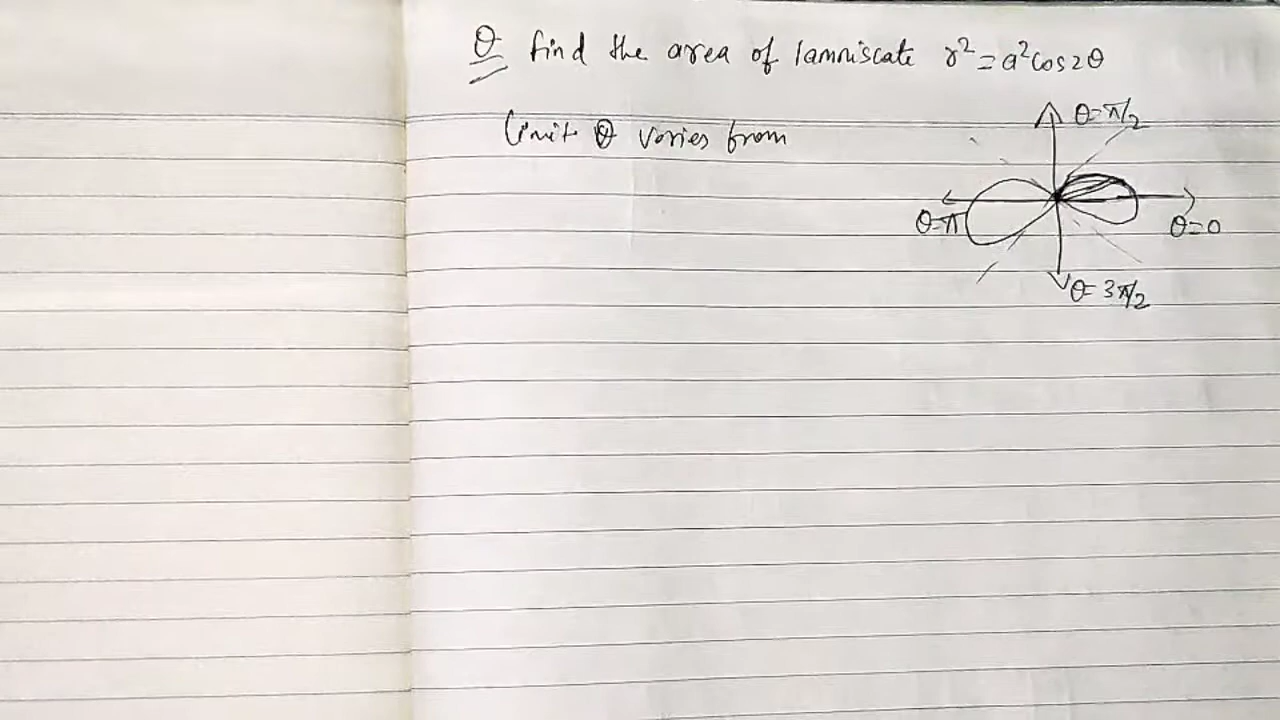 Q find the area of lamniscate r²=a²cos2θ
limit θ varies from
θ=π/2
θ=π
θ=0
θ=3π/2